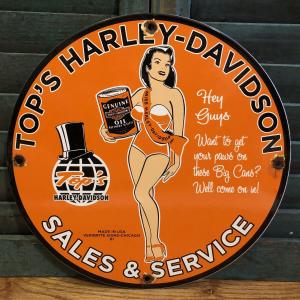 TOP'S HARLEY-DAVIDSON
GENUINE
OIL
Hey
Guys
Want to get
your paws on
these Big Cans?
Well come on in!
Top's
HARLEY-DAVIDSON
MADE IN USA
SALES & SERVICE